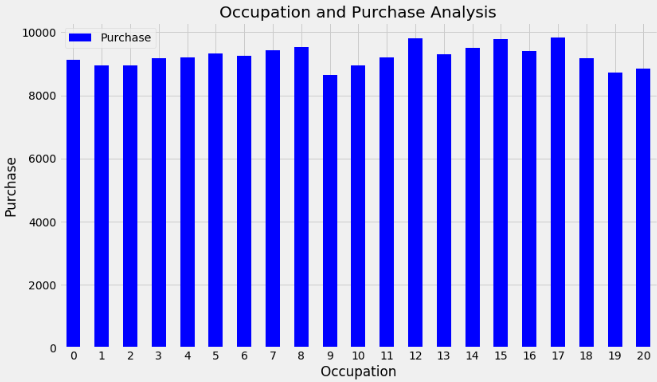 Occupation and Purchase Analysis
Purchase
10000
8000
6000
4000
2000
0
Purchase
0 1 2 3 4 5 6 7 8 9 10 11 12 13 14 15 16 17 18 19 20
Occupation